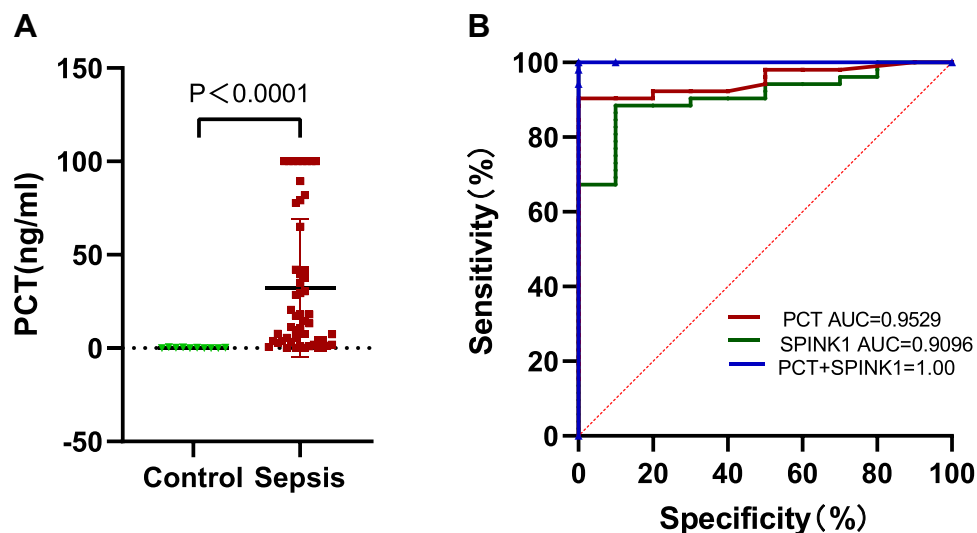 A
PCT(ng/ml)
150
100
50
0
-50
P＜0.0001
Control Sepsis
B
Sensitivity（%）
100
80
60
40
20
0
PCT AUC=0.9529
SPINK1 AUC=0.9096
PCT+SPINK1=1.00
0 20 40 60 80 100
Specificity（%）